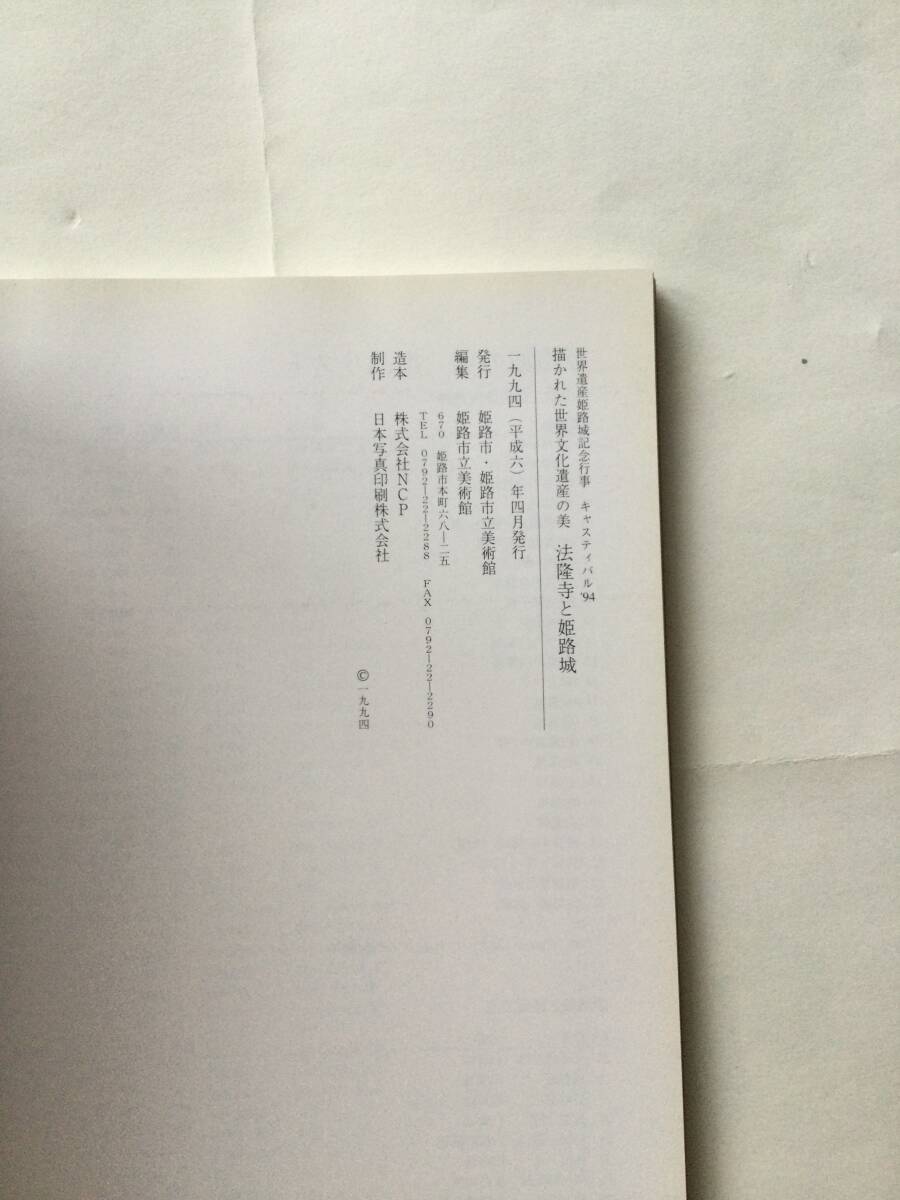 世界遺産姫路城記念行事　キャスティバル'94
描かれた世界文化遺産の美　法隆寺と姫路城
一九九四（平成六）年四月発行
発行　姫路市・姫路市立美術館
編集　姫路市立美術館
670　姫路市本町六八―二五
TEL　0792―22―2288　FAX　0792―22―2290
造本　株式会社NCP
制作　日本写真印刷株式会社
©一九九四